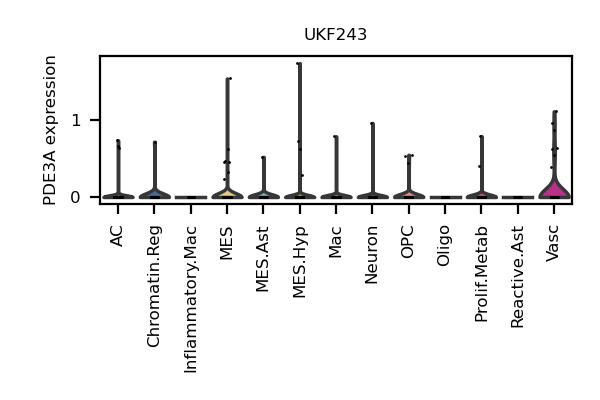 UKF243
PDE3A expression
1
0
AC
Chromatin.Reg
Inflammatory.Mac
MES
MES.Ast
MES.Hyp
Mac
Neuron
OPC
Oligo
Prolif.Metab
Reactive.Ast
Vasc